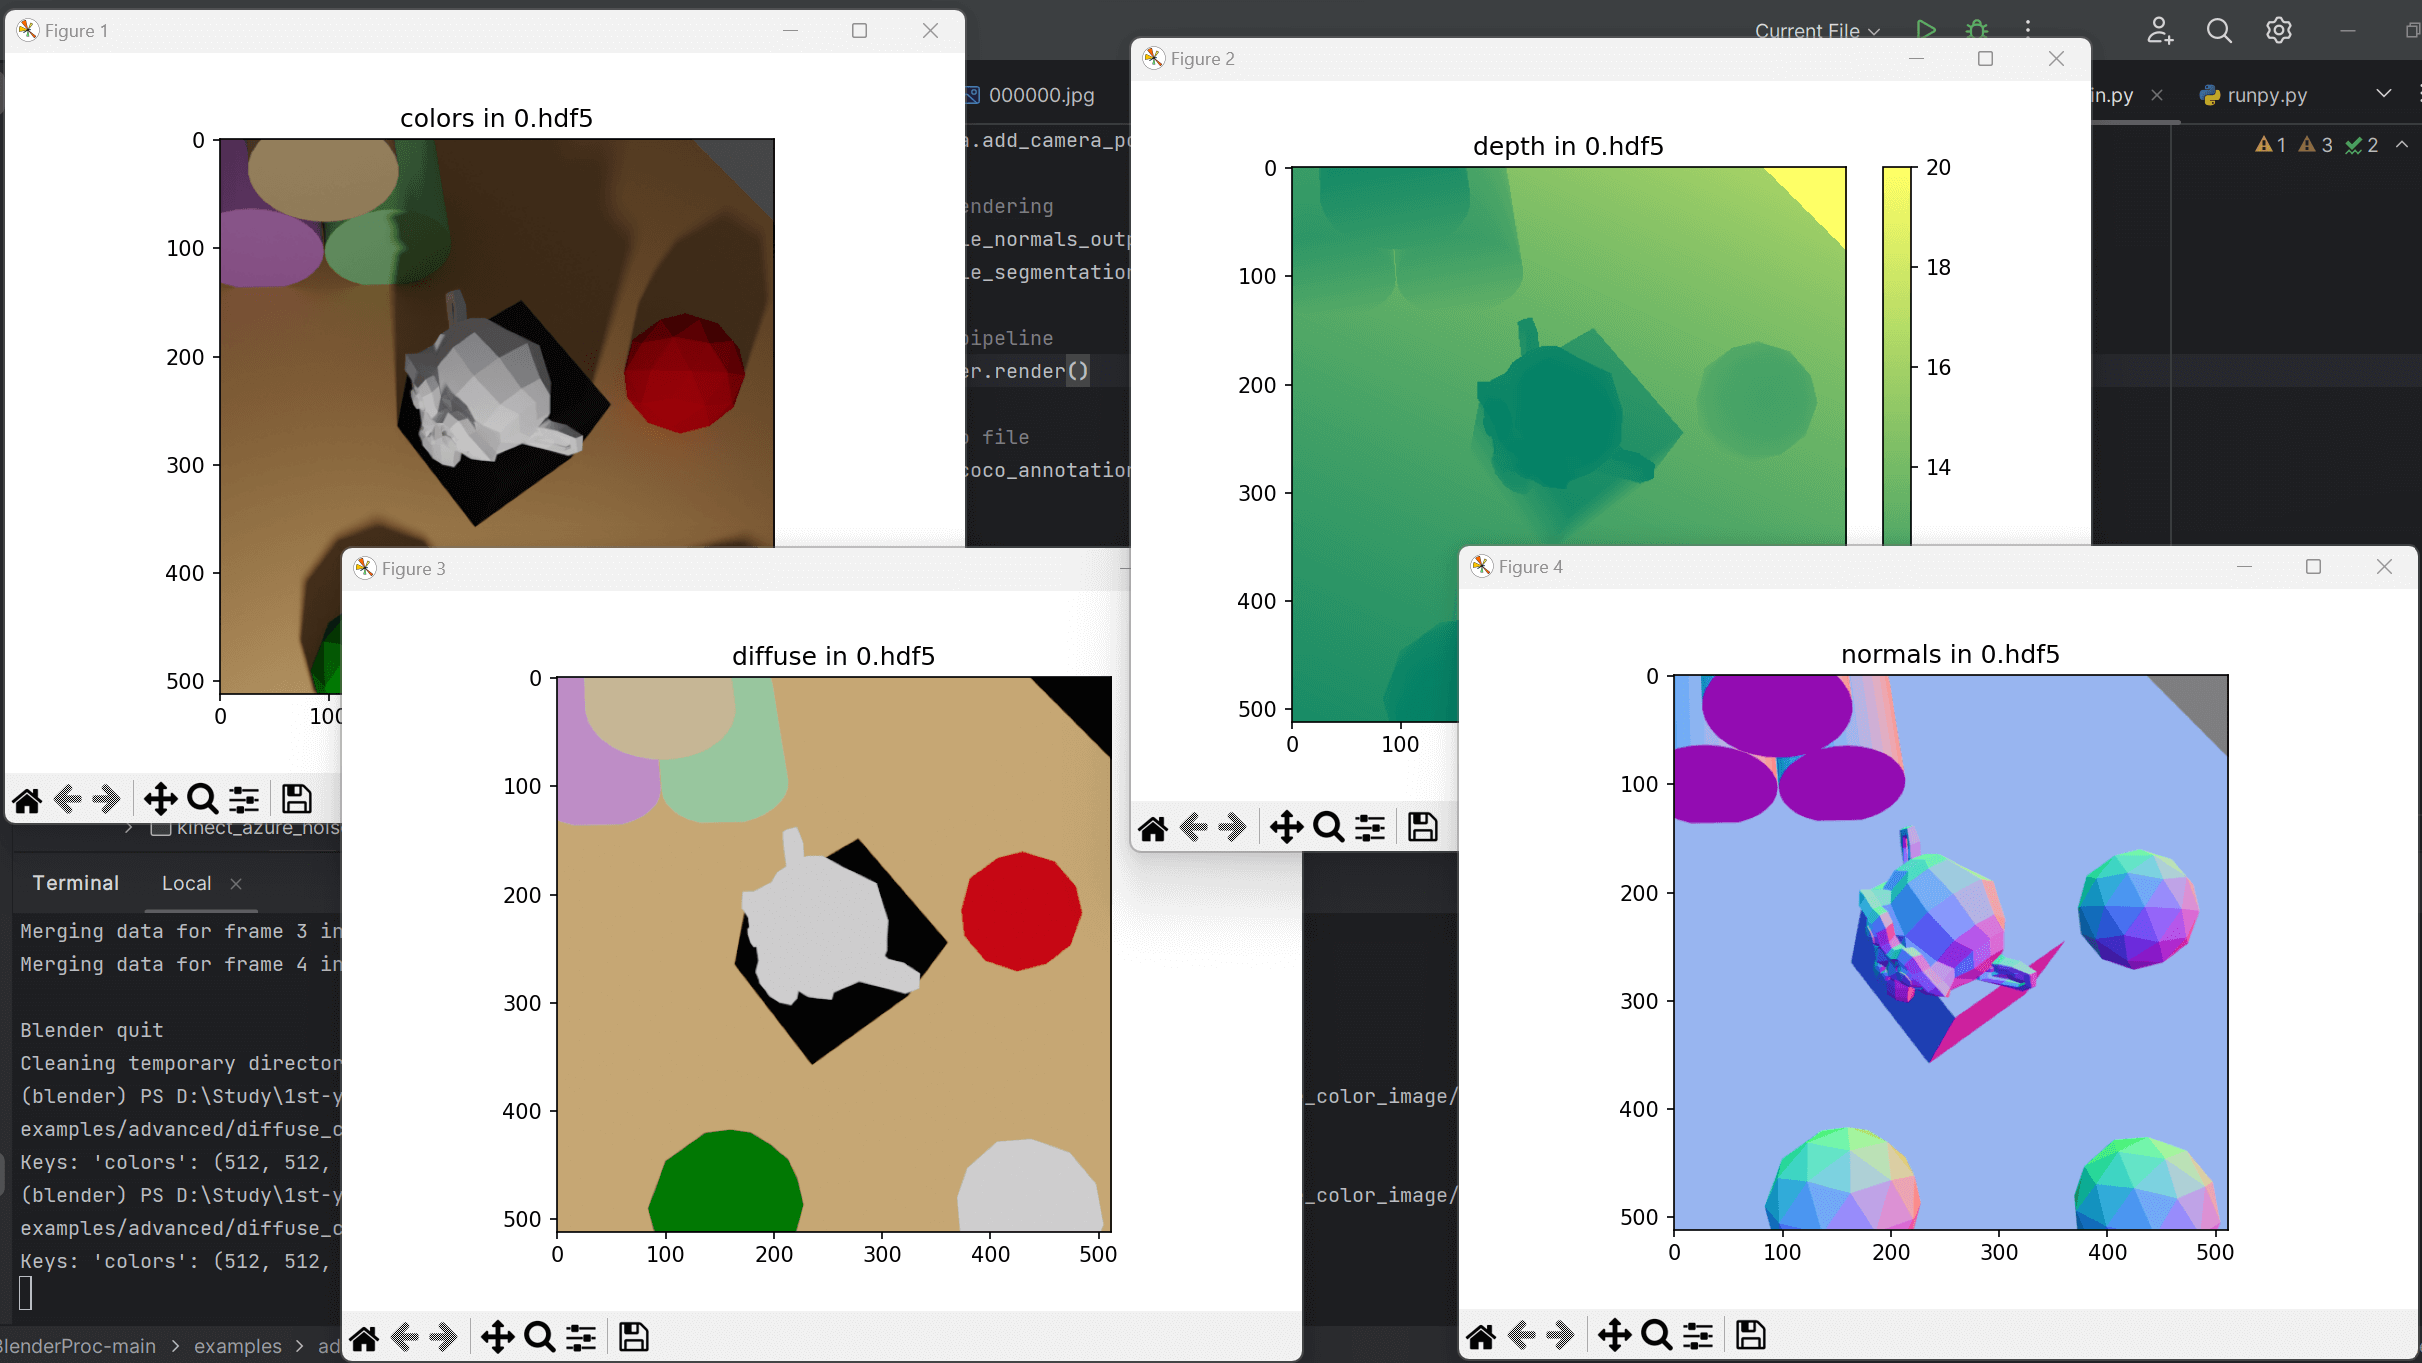 Figure 1
colors in 0.hdf5
0
100
200
300
400
500
0
Current File
000000.jpg
in.py
runpy.py
1
3
2
.add_camera_po
endering
le_normals_outp
le_segmentation
pipeline
er.render()
file
coco_annotation
Figure 2
depth in 0.hdf5
0
100
200
300
400
500
0
100
20
18
16
14
Figure 3
diffuse in 0.hdf5
0
100
200
300
400
500
0
100
200
300
400
500
Figure 4
normals in 0.hdf5
0
100
200
300
400
500
0
100
200
300
400
500
kinect_azure_nois
Terminal
Local
Merging data for frame 3 in
Merging data for frame 4 in
Blender quit
Cleaning temporary director
(blender) PS D:\Study\1st-y
examples/advanced/diffuse_c
_color_image/
Keys: 'colors': (512, 512,
(blender) PS D:\Study\1st-y
examples/advanced/diffuse_c
_color_image/
Keys: 'colors': (512, 512,
BlenderProc-main > examples > ad